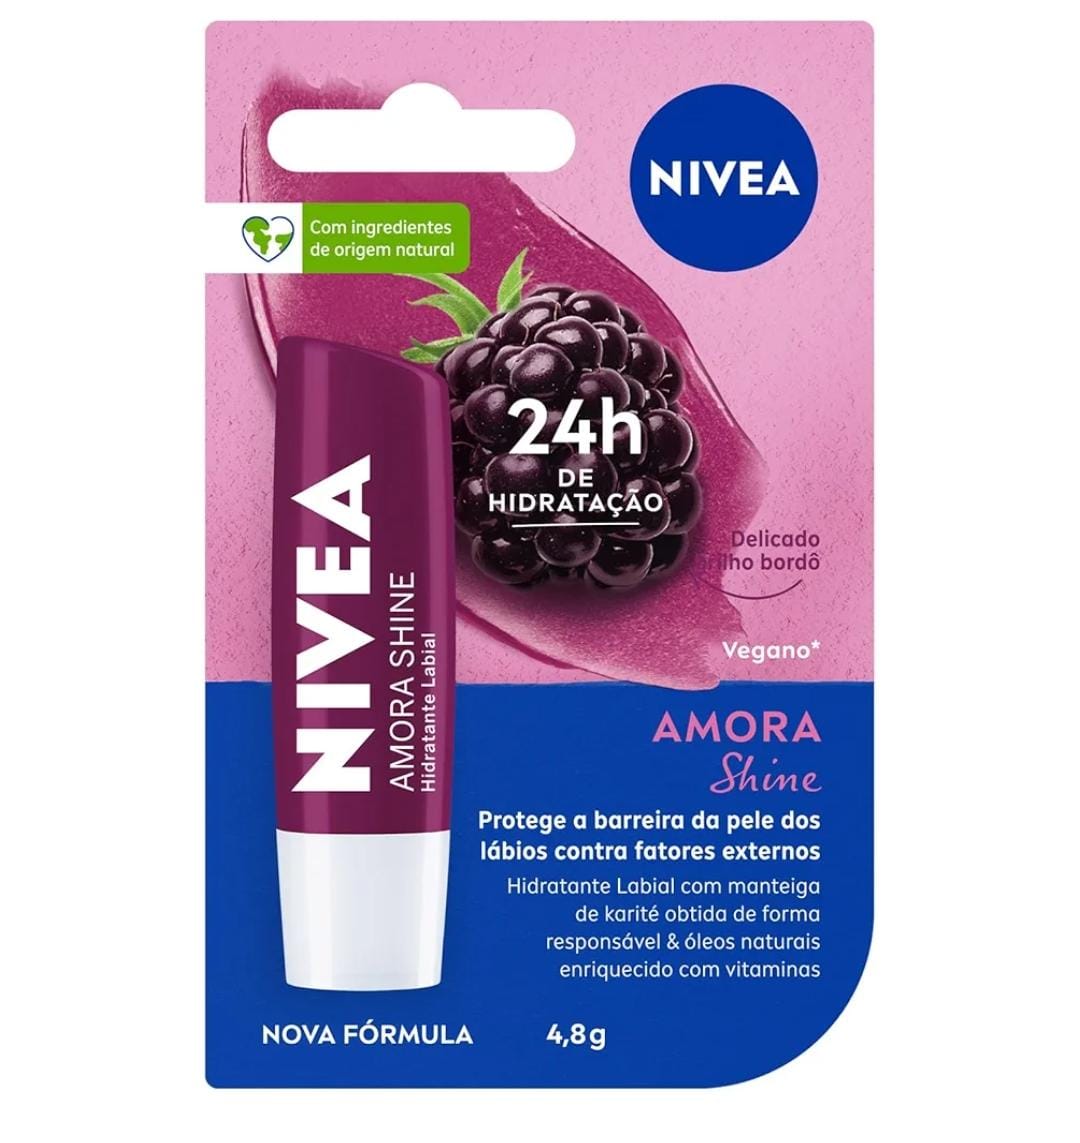 NIVEA
Com ingredientes
de origem natural
24h
DE
HIDRATAÇÃO
Delicado
bordô
Vegano*
NIVEA
AMORA SHINE
Hidratante Labial
AMORA
Shine
Protege a barreira da pele dos
lábios contra fatores externos
Hidratante Labial com manteiga
de karité obtida de forma
responsável & óleos naturais
enriquecido com vitaminas
NOVA FÓRMULA
4,8g